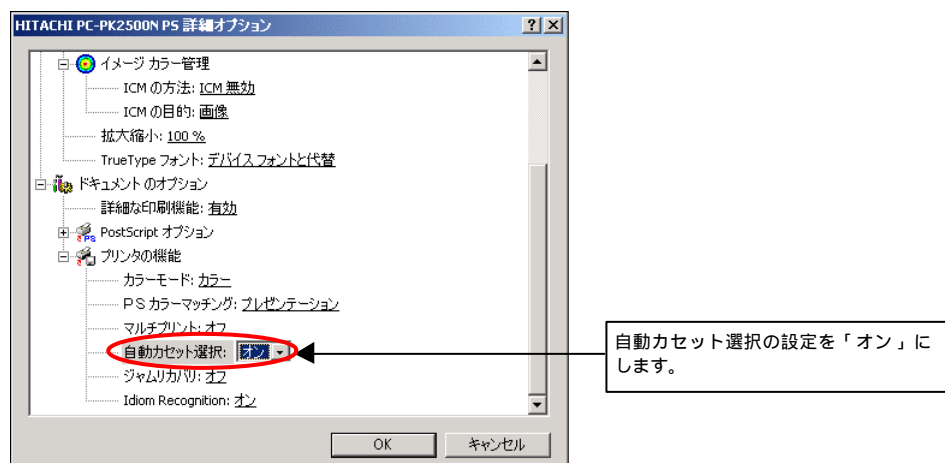 HITACHI PC-PK2500N PS 詳細オプション
イメージ カラー管理
ICM の方法: ICM 無効
ICM の目的: 画像
拡大縮小: 100 %
TrueType フォント: デバイス フォントと代替
ドキュメント のオプション
詳細な印刷機能: 有効
PostScript オプション
プリンタの機能
カラーモード: カラー
PS カラーマッチング: プレゼンテーション
マルチプリント: オフ
自動カセット選択: オン
ジャムリカバリ: オフ
Idiom Recognition: オン
OK キャンセル
自動カセット選択の設定を「オン」に
します。